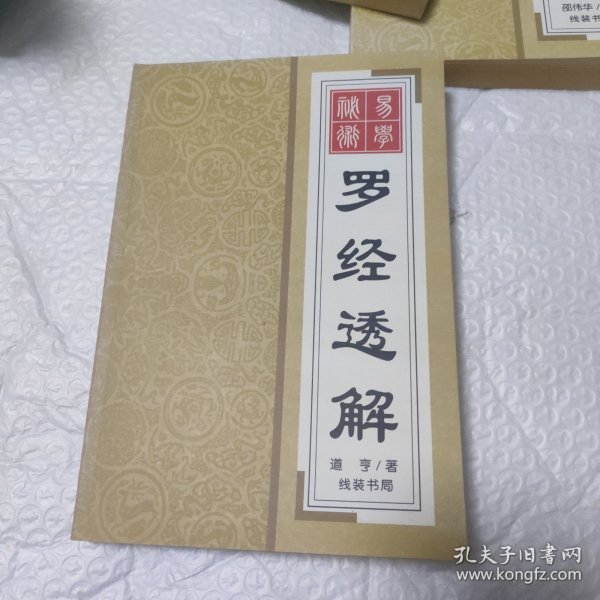 邵伟华/
线装书
易學
祕術
罗经透解
道 亨/著
线装书局
孔夫子旧書网
www.kongfz.com